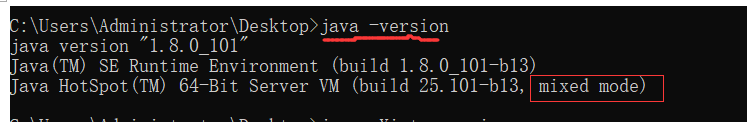 C:\Users\Administrator\Desktop>java -version
java version "1.8.0_101"
Java(TM) SE Runtime Environment (build 1.8.0_101-b13)
Java HotSpot(TM) 64-Bit Server VM (build 25.101-b13, mixed mode)